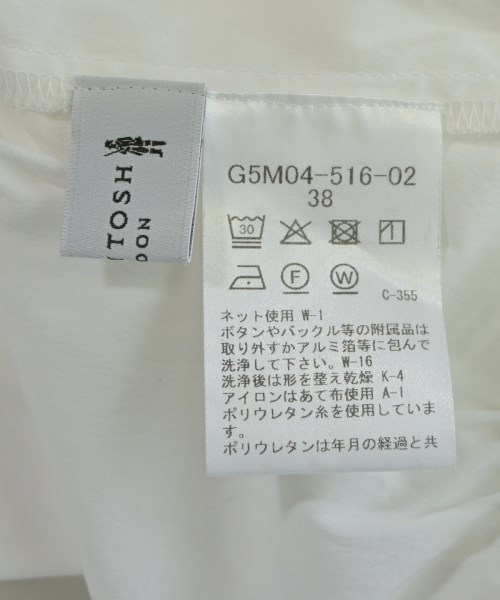 TOSH
DON
G5M04-516-02
38
30
F
W
C-355
ネット使用 W-1
ボタンやバックル等の附属品は
取り外すかアルミ箔等に包んで
洗浄して下さい。W-16
洗浄後は形を整え乾燥 K-4
アイロンはあて布使用 A-1
ポリウレタン糸を使用していま
す。
ポリウレタンは年月の経過と共